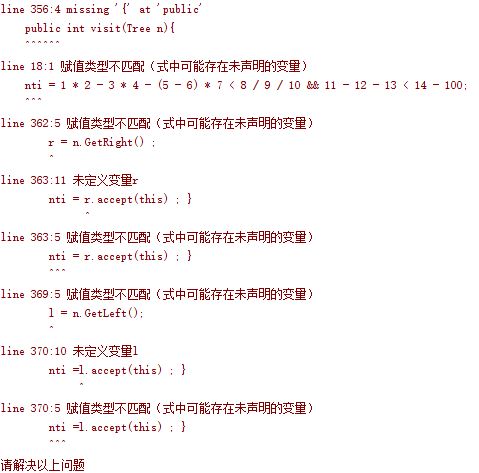 line 356:4 missing '{' at 'public'
    public int visit(Tree n){
    ^^^^^^
line 18:1 赋值类型不匹配（式中可能存在未声明的变量）
    nti = 1 * 2 - 3 * 4 - (5 - 6) * 7 < 8 / 9 / 10 && 11 - 12 - 13 < 14 - 100;
    ^^^
line 362:5 赋值类型不匹配（式中可能存在未声明的变量）
        r = n.GetRight() ;
        ^
line 363:11 未定义变量r
        nti = r.accept(this) ; }
              ^
line 363:5 赋值类型不匹配（式中可能存在未声明的变量）
        nti = r.accept(this) ; }
        ^^^
line 369:5 赋值类型不匹配（式中可能存在未声明的变量）
        l = n.GetLeft();
        ^
line 370:10 未定义变量l
        nti =l.accept(this) ; }
             ^
line 370:5 赋值类型不匹配（式中可能存在未声明的变量）
        nti =l.accept(this) ; }
        ^^^
请解决以上问题